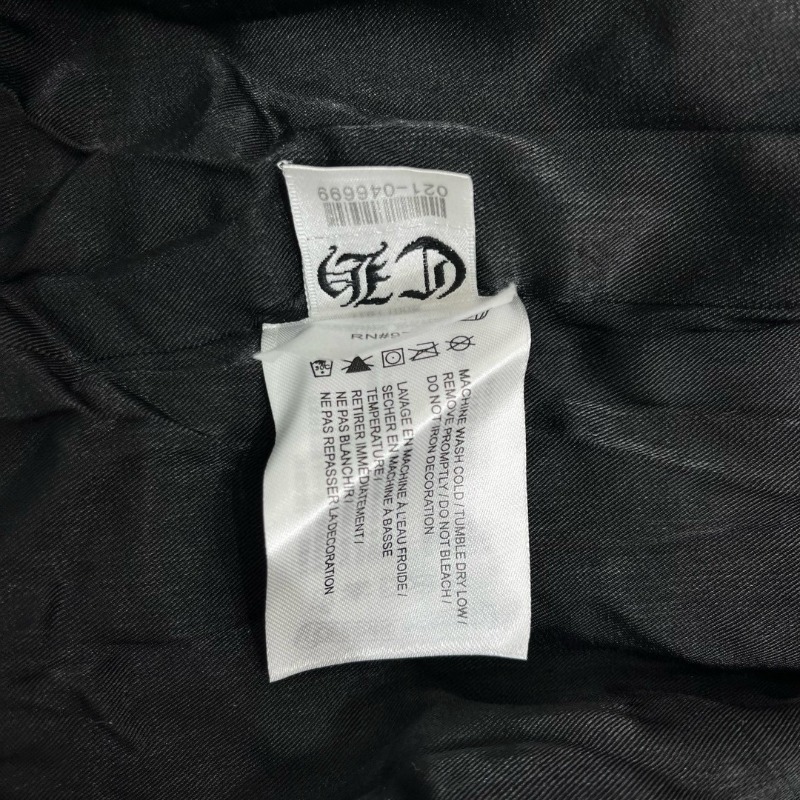 021-046699
RN#
MACHINE WASH COLD / TUMBLE DRY LOW /
REMOVE PROMPTLY / DO NOT BLEACH /
DO NOT IRON DECORATION
LAVAGE EN MACHINE À L'EAU FROIDE /
SECHER EN MACHINE À BASSE
TEMPERATURE /
RETIRER IMMÉDIATEMENT /
NE PAS BLANCHIR /
NE PAS REPASSER LA DECORATION